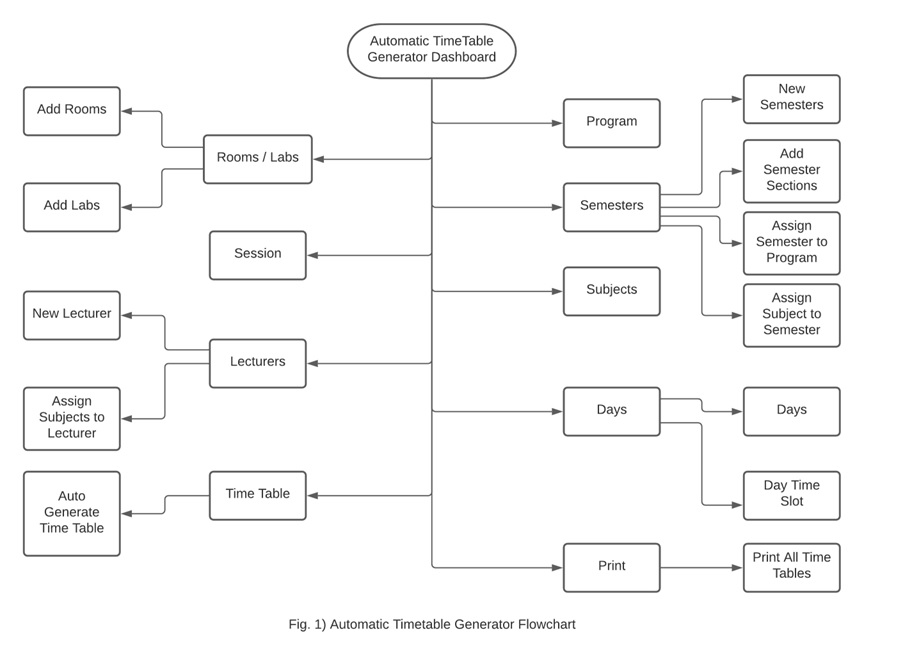 Automatic TimeTable
Generator Dashboard
Add Rooms
Rooms / Labs
Add Labs
Session
New Lecturer
Lecturers
Assign
Subjects to
Lecturer
Time Table
Auto
Generate
Time Table
Program
New
Semesters
Add
Semester
Sections
Semesters
Assign
Semester to
Program
Subjects
Assign
Subject to
Semester
Days
Days
Day Time
Slot
Print
Print All Time
Tables
Fig. 1) Automatic Timetable Generator Flowchart